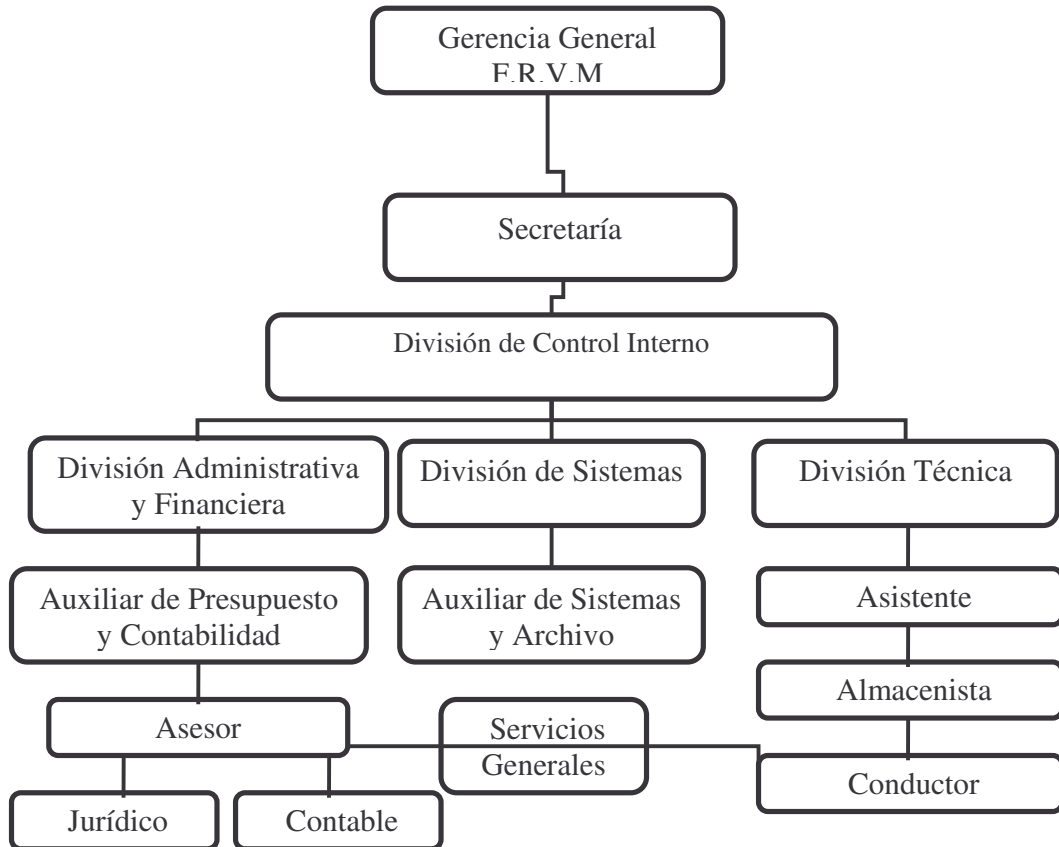 Gerencia General
F.R.V.M
Secretaría
División de Control Interno
División Administrativa
y Financiera
División de Sistemas
División Técnica
Auxiliar de Presupuesto
y Contabilidad
Auxiliar de Sistemas
y Archivo
Asistente
Almacenista
Asesor
Servicios
Generales
Conductor
Jurídico
Contable